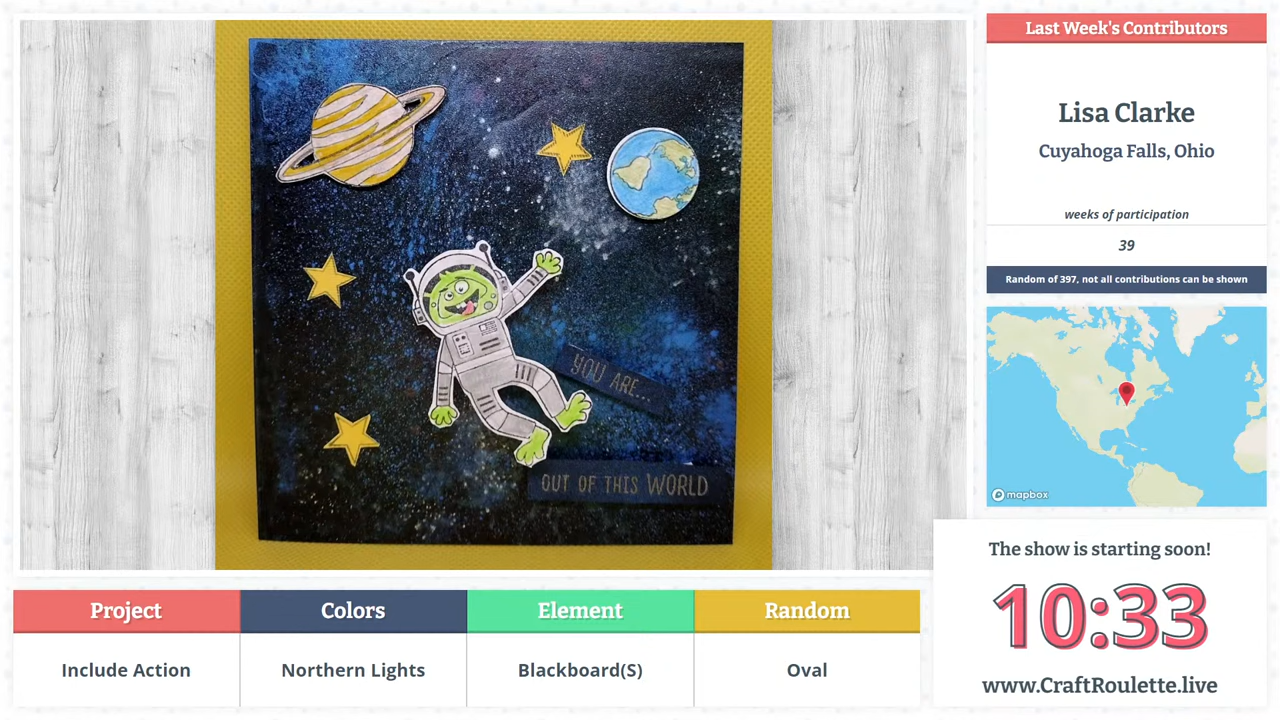 YOU ARE...
OUT OF THIS WORLD
Last Week's Contributors
Lisa Clarke
Cuyahoga Falls, Ohio
weeks of participation
39
Random of 397, not all contributions can be shown
mapbox
The show is starting soon!
10:33
www.CraftRoulette.live
Project
Colors
Element
Random
Include Action
Northern Lights
Blackboard(S)
Oval